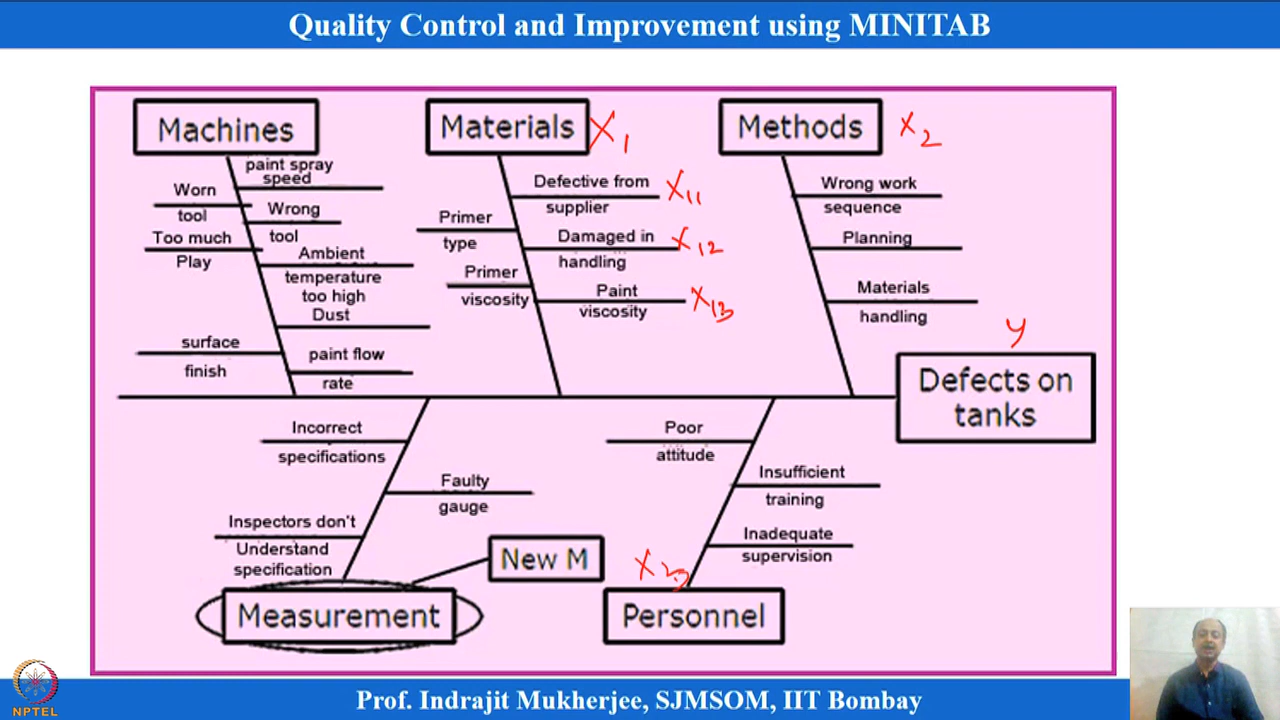 Quality Control and Improvement using MINITAB
Machines
paint spray
speed
Worn
tool
Wrong
tool
Too much
Play
Ambient
temperature
too high
Dust
surface
finish
paint flow
rate
Materials
X1
Defective from
supplier
X11
Primer
type
Damaged in
handling
X12
Primer
viscosity
Paint
viscosity
X13
Methods
X2
Wrong work
sequence
Planning
Materials
handling
y
Defects on
tanks
Incorrect
specifications
Faulty
gauge
Inspectors don't
Understand
specification
New M
Measurement
Poor
attitude
Insufficient
training
Inadequate
supervision
X3
Personnel
NPTEL
Prof. Indrajit Mukherjee, SJMSOM, IIT Bombay